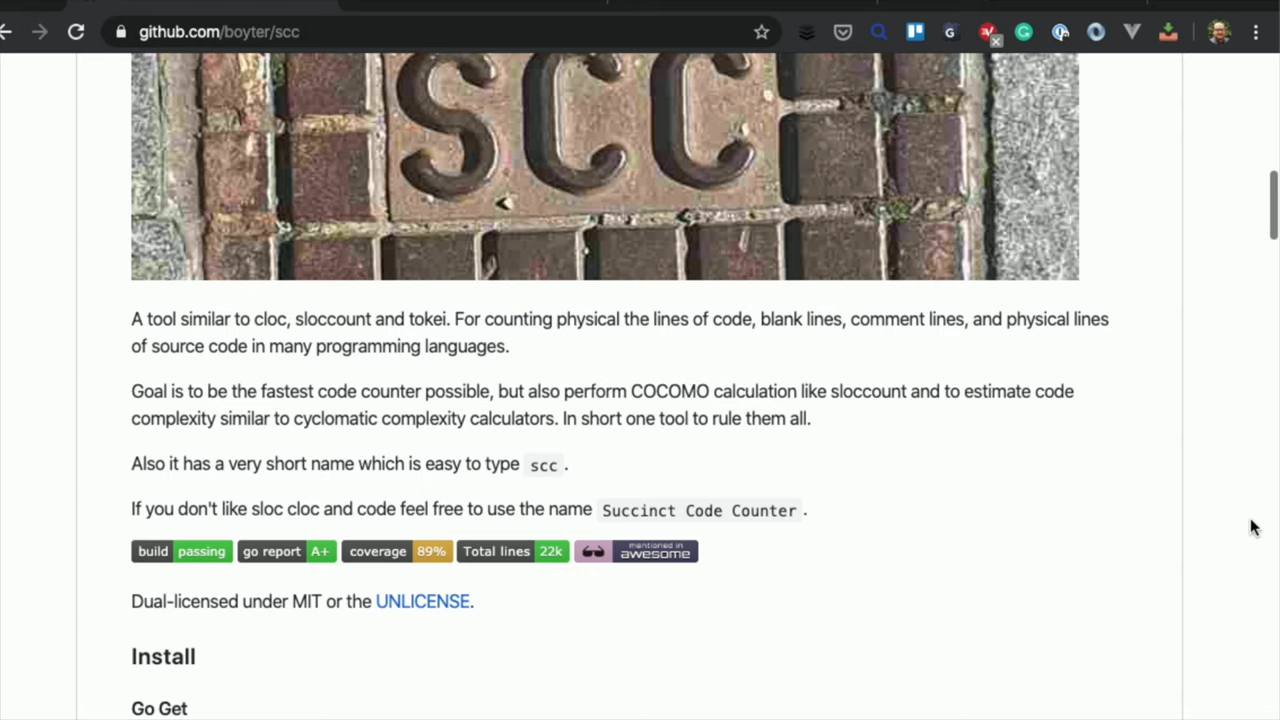 github.com/boyter/scc
SCC
A tool similar to cloc, sloccount and tokei. For counting physical the lines of code, blank lines, comment lines, and physical lines
of source code in many programming languages.
Goal is to be the fastest code counter possible, but also perform COCOMO calculation like sloccount and to estimate code
complexity similar to cyclomatic complexity calculators. In short one tool to rule them all.
Also it has a very short name which is easy to type scc .
If you don't like sloc cloc and code feel free to use the name Succinct Code Counter .
build passing go report A+ coverage 89% Total lines 22k mentioned in awesome
Dual-licensed under MIT or the UNLICENSE.
Install
Go Get